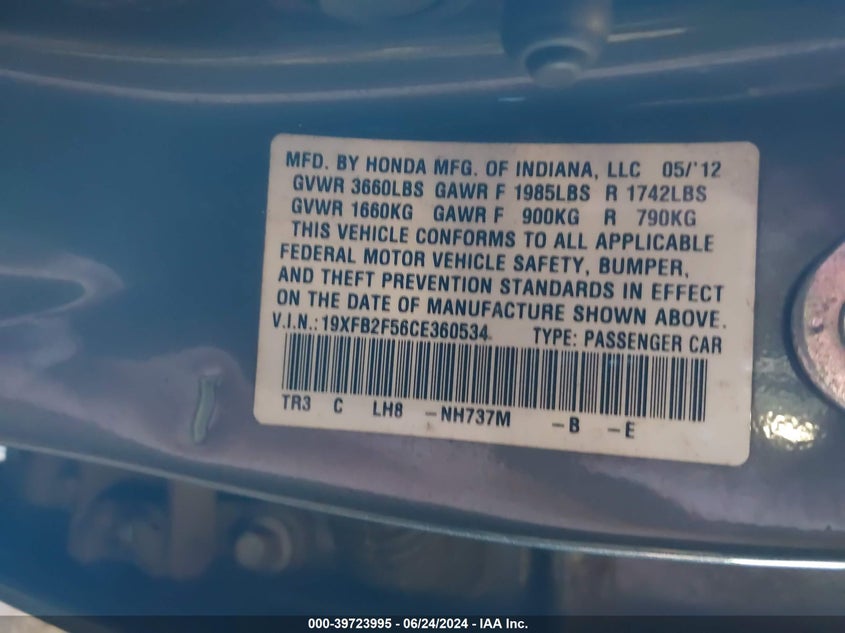 MFD. BY HONDA MFG. OF INDIANA, LLC 05/'12
GVWR 3660LBS GAWR F 1985LBS R 1742LBS
GVWR 1660KG GAWR F 900KG R 790KG
THIS VEHICLE CONFORMS TO ALL APPLICABLE
FEDERAL MOTOR VEHICLE SAFETY, BUMPER,
AND THEFT PREVENTION STANDARDS IN EFFECT
ON THE DATE OF MANUFACTURE SHOWN ABOVE.
V.I.N.:19XFB2F56CE360534 TYPE: PASSENGER CAR
TR3 C LH8 -NH737M -B -E
000-39723995 - 06/24/2024 - IAA Inc.